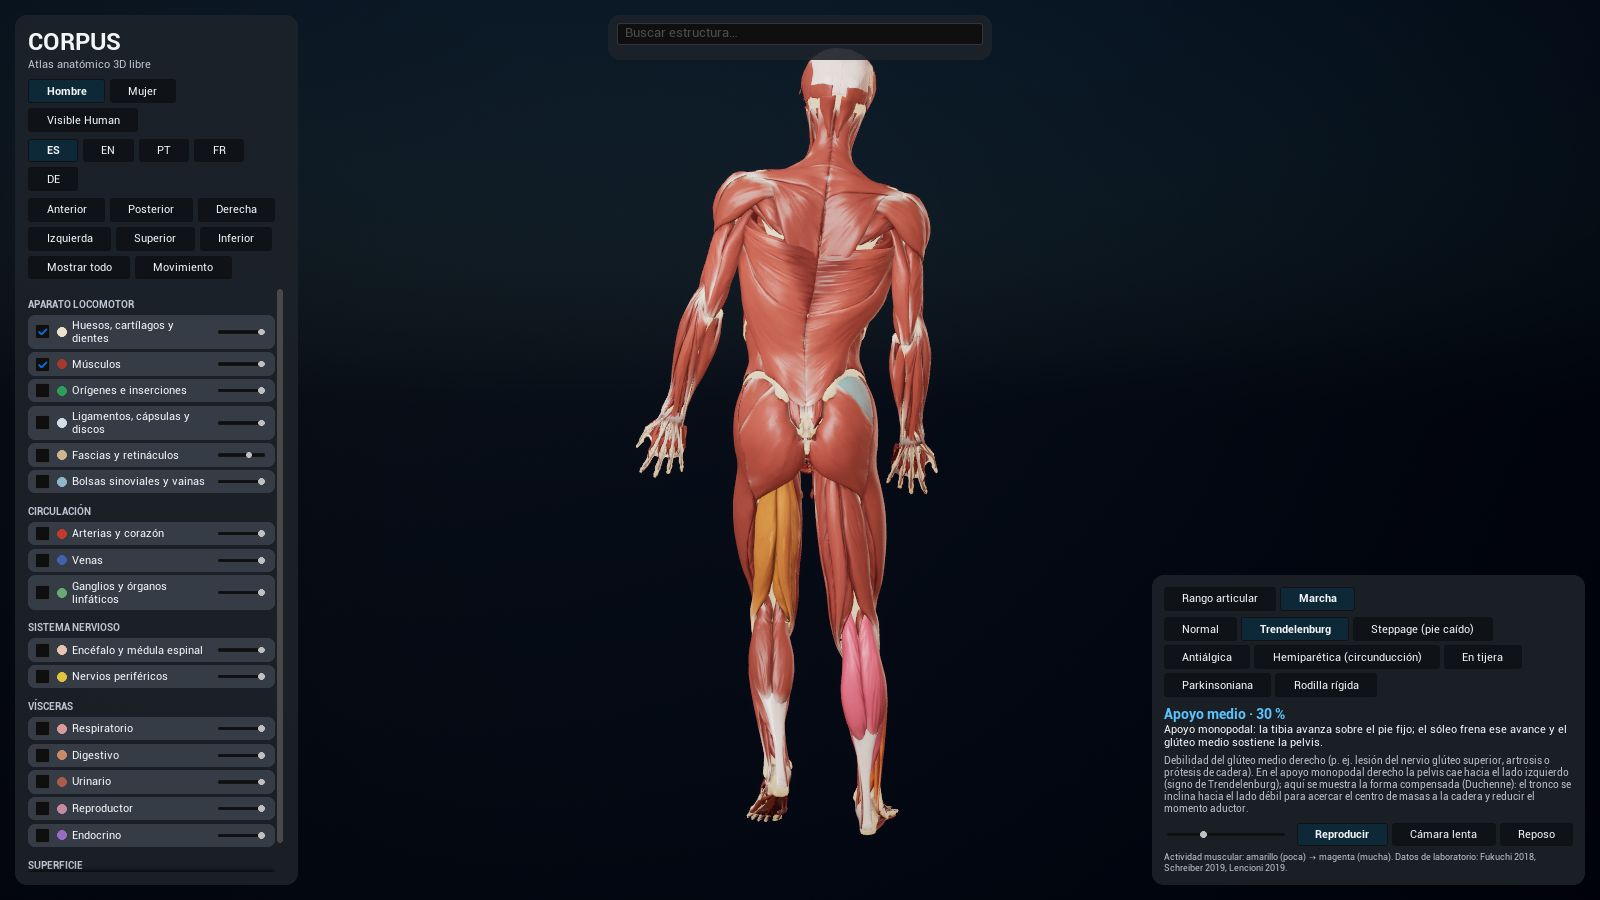 CORPUS
Atlas anatómico 3D libre
Hombre
Mujer
Visible Human
ES
EN
PT
FR
DE
Anterior
Posterior
Derecha
Izquierda
Superior
Inferior
Mostrar todo
Movimiento
APARATO LOCOMOTOR
Huesos, cartílagos y
dientes
Músculos
Orígenes e inserciones
Ligamentos, cápsulas y
discos
Fascias y retináculos
Bolsas sinoviales y vainas
CIRCULACIÓN
Arterias y corazón
Venas
Ganglios y órganos
linfáticos
SISTEMA NERVIOSO
Encéfalo y médula espinal
Nervios periféricos
VÍSCERAS
Respiratorio
Digestivo
Urinario
Reproductor
Endocrino
SUPERFICIE
Buscar estructura...
Rango articular
Marcha
Normal
Trendelenburg
Steppage (pie caído)
Antiálgica
Hemiparética (circunducción)
En tijera
Parkinsoniana
Rodilla rígida
Apoyo medio · 30 %
Apoyo monopodal: la tibia avanza sobre el pie fijo; el sóleo frena ese avance y el
glúteo medio sostiene la pelvis.
Debilidad del glúteo medio derecho (p. ej. lesión del nervio glúteo superior, artrosis o
prótesis de cadera). En el apoyo monopodal derecho la pelvis cae hacia el lado izquierdo
(signo de Trendelenburg); aquí se muestra la forma compensada (Duchenne): el tronco se
inclina hacia el lado débil para acercar el centro de masas a la cadera y reducir el
momento aductor.
Reproducir
Cámara lenta
Reposo
Actividad muscular: amarillo (poca) → magenta (mucha). Datos de laboratorio: Fukuchi 2018,
Schreiber 2019, Lencioni 2019.